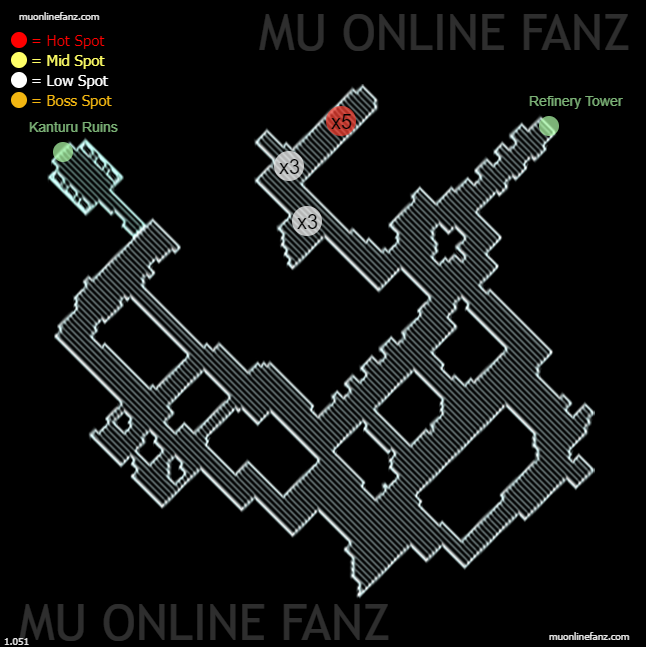 muonlinefanz.com
MU ONLINE FANZ
= Hot Spot
= Mid Spot
= Low Spot
= Boss Spot
Refinery Tower
Kanturu Ruins
x5
x3
x3
MU ONLINE FANZ
1.051
muonlinefanz.com